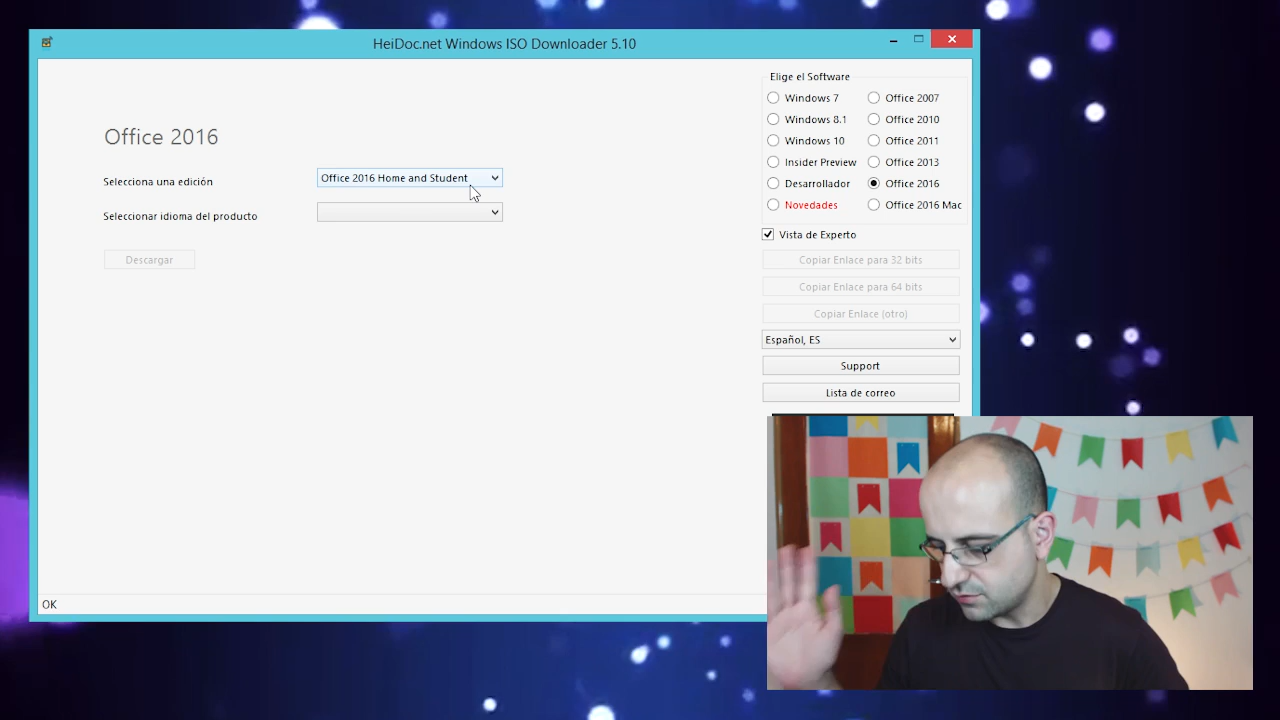 HeiDoc.net Windows ISO Downloader 5.10
Office 2016
Selecciona una edición
Office 2016 Home and Student
Seleccionar idioma del producto
Descargar
Elige el Software
Windows 7
Office 2007
Windows 8.1
Office 2010
Windows 10
Office 2011
Insider Preview
Office 2013
Desarrollador
Office 2016
Novedades
Office 2016 Mac
Vista de Experto
Copiar Enlace para 32 bits
Copiar Enlace para 64 bits
Copiar Enlace (otro)
Español, ES
Support
Lista de correo
OK